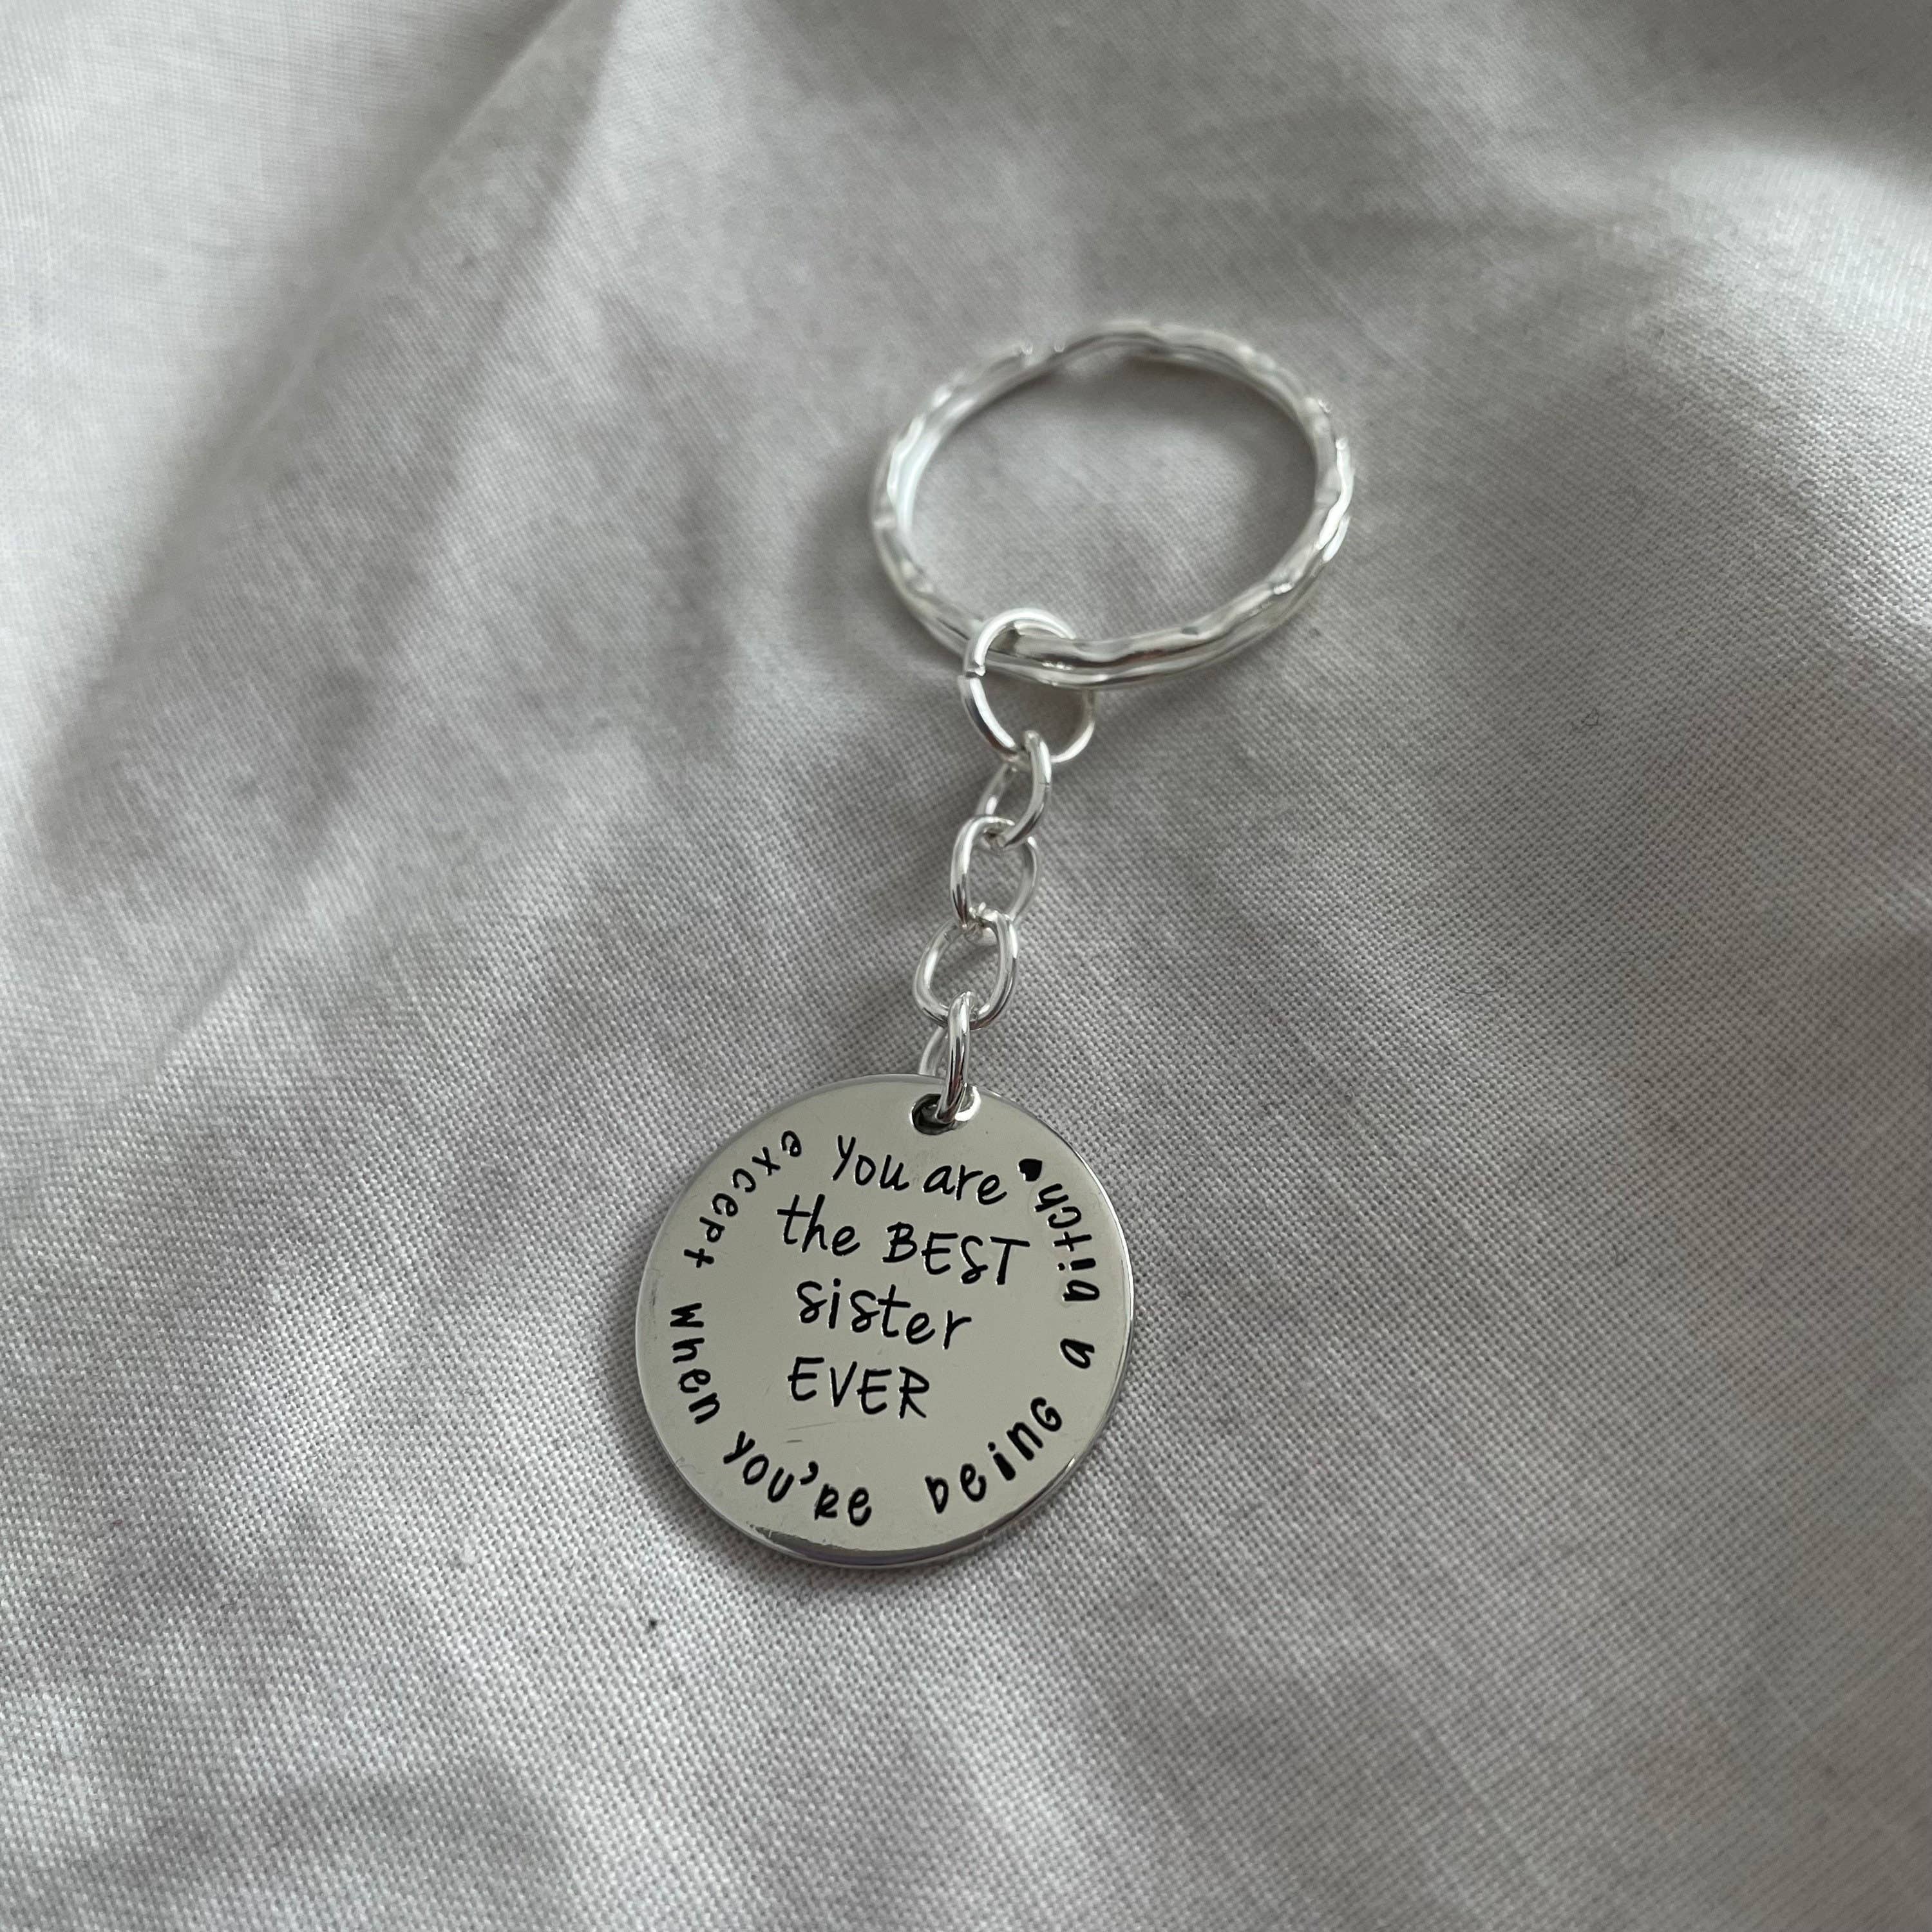 You are
the BEST
sister
EVER
except when you're being a bitch